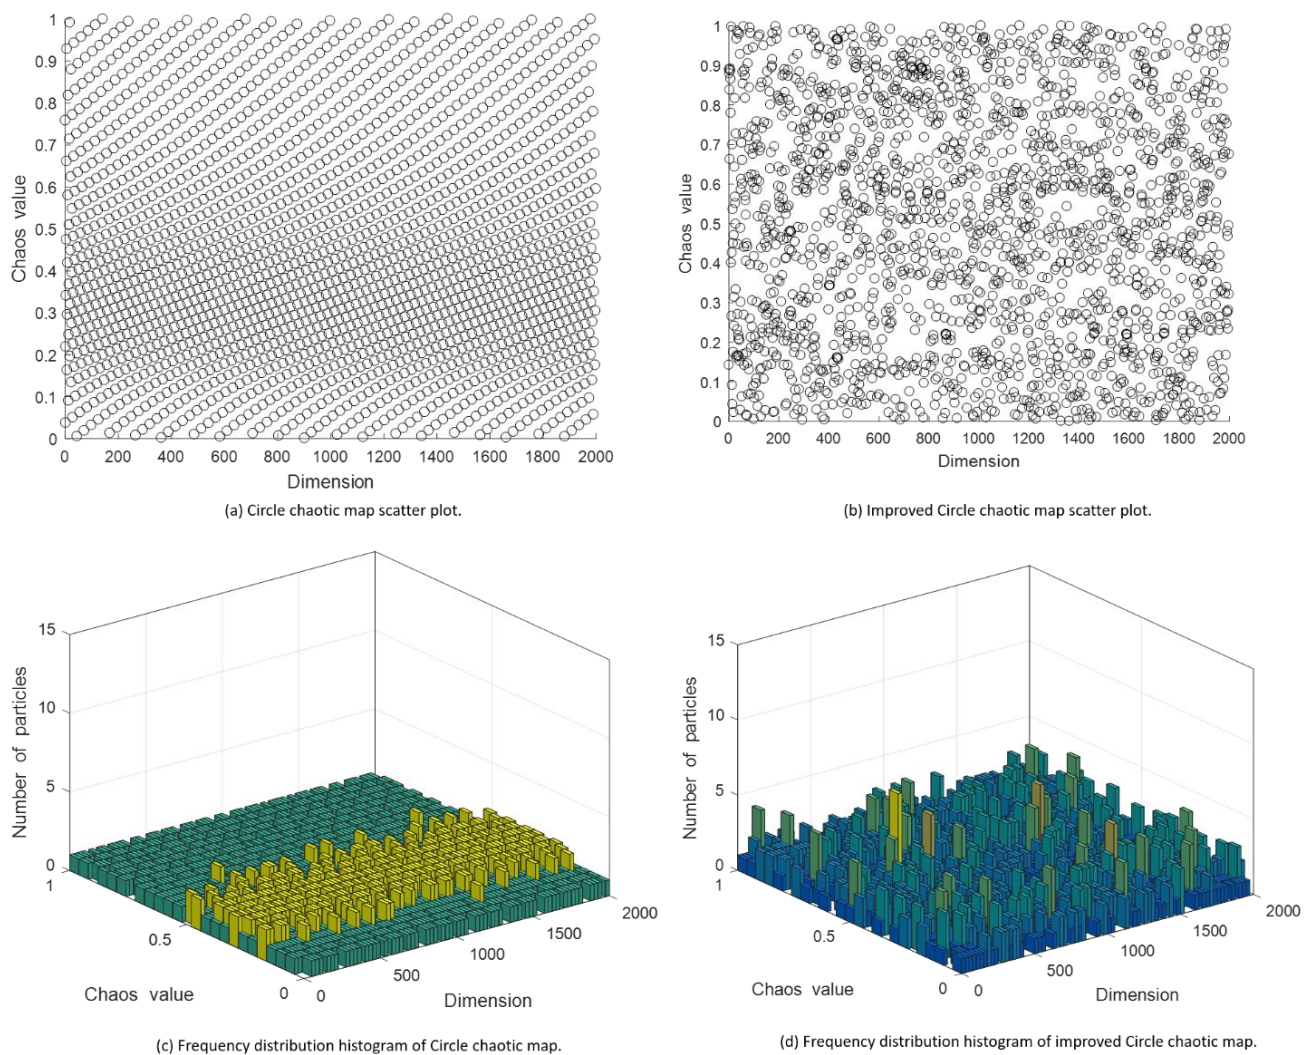 1
0.9
0.8
0.7
0.6
0.5
0.4
0.3
0.2
0.1
0
Chaos value
0 200 400 600 800 1000 1200 1400 1600 1800 2000
Dimension
(a) Circle chaotic map scatter plot.
1
0.9
0.8
0.7
0.6
0.5
0.4
0.3
0.2
0.1
0
Chaos value
0 200 400 600 800 1000 1200 1400 1600 1800 2000
Dimension
(b) Improved Circle chaotic map scatter plot.
15
10
5
0
Number of particles
1
0.5
0
Chaos value
0
500
1000
1500
2000
Dimension
(c) Frequency distribution histogram of Circle chaotic map.
15
10
5
0
Number of particles
1
0.5
0
Chaos value
0
500
1000
1500
2000
Dimension
(d) Frequency distribution histogram of improved Circle chaotic map.